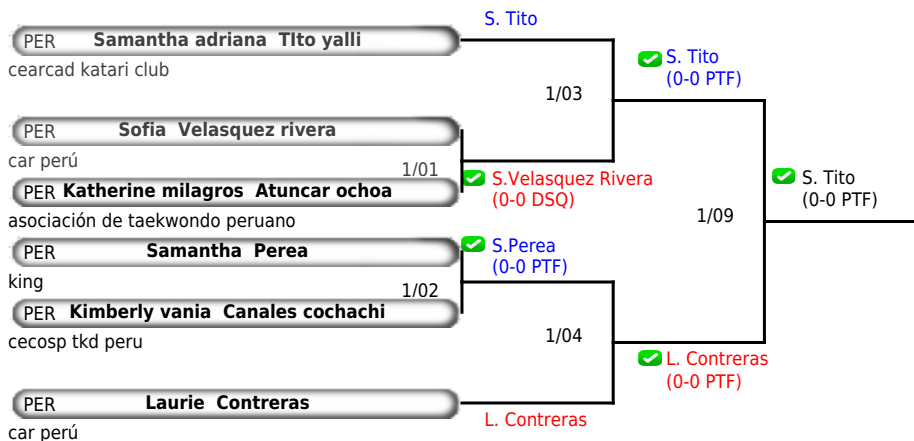 S. Tito
PER Samantha adriana TIto yalli
cearcad katari club
S. Tito
(0-0 PTF)
1/03
PER Sofia Velasquez rivera
car perú
1/01
S.Velasquez Rivera
(0-0 DSQ)
PER Katherine milagros Atuncar ochoa
asociación de taekwondo peruano
S. Tito
(0-0 PTF)
1/09
PER Samantha Perea
king
S.Perea
(0-0 PTF)
1/02
PER Kimberly vania Canales cochachi
cecosp tkd peru
1/04
L. Contreras
(0-0 PTF)
PER Laurie Contreras
car perú
L. Contreras